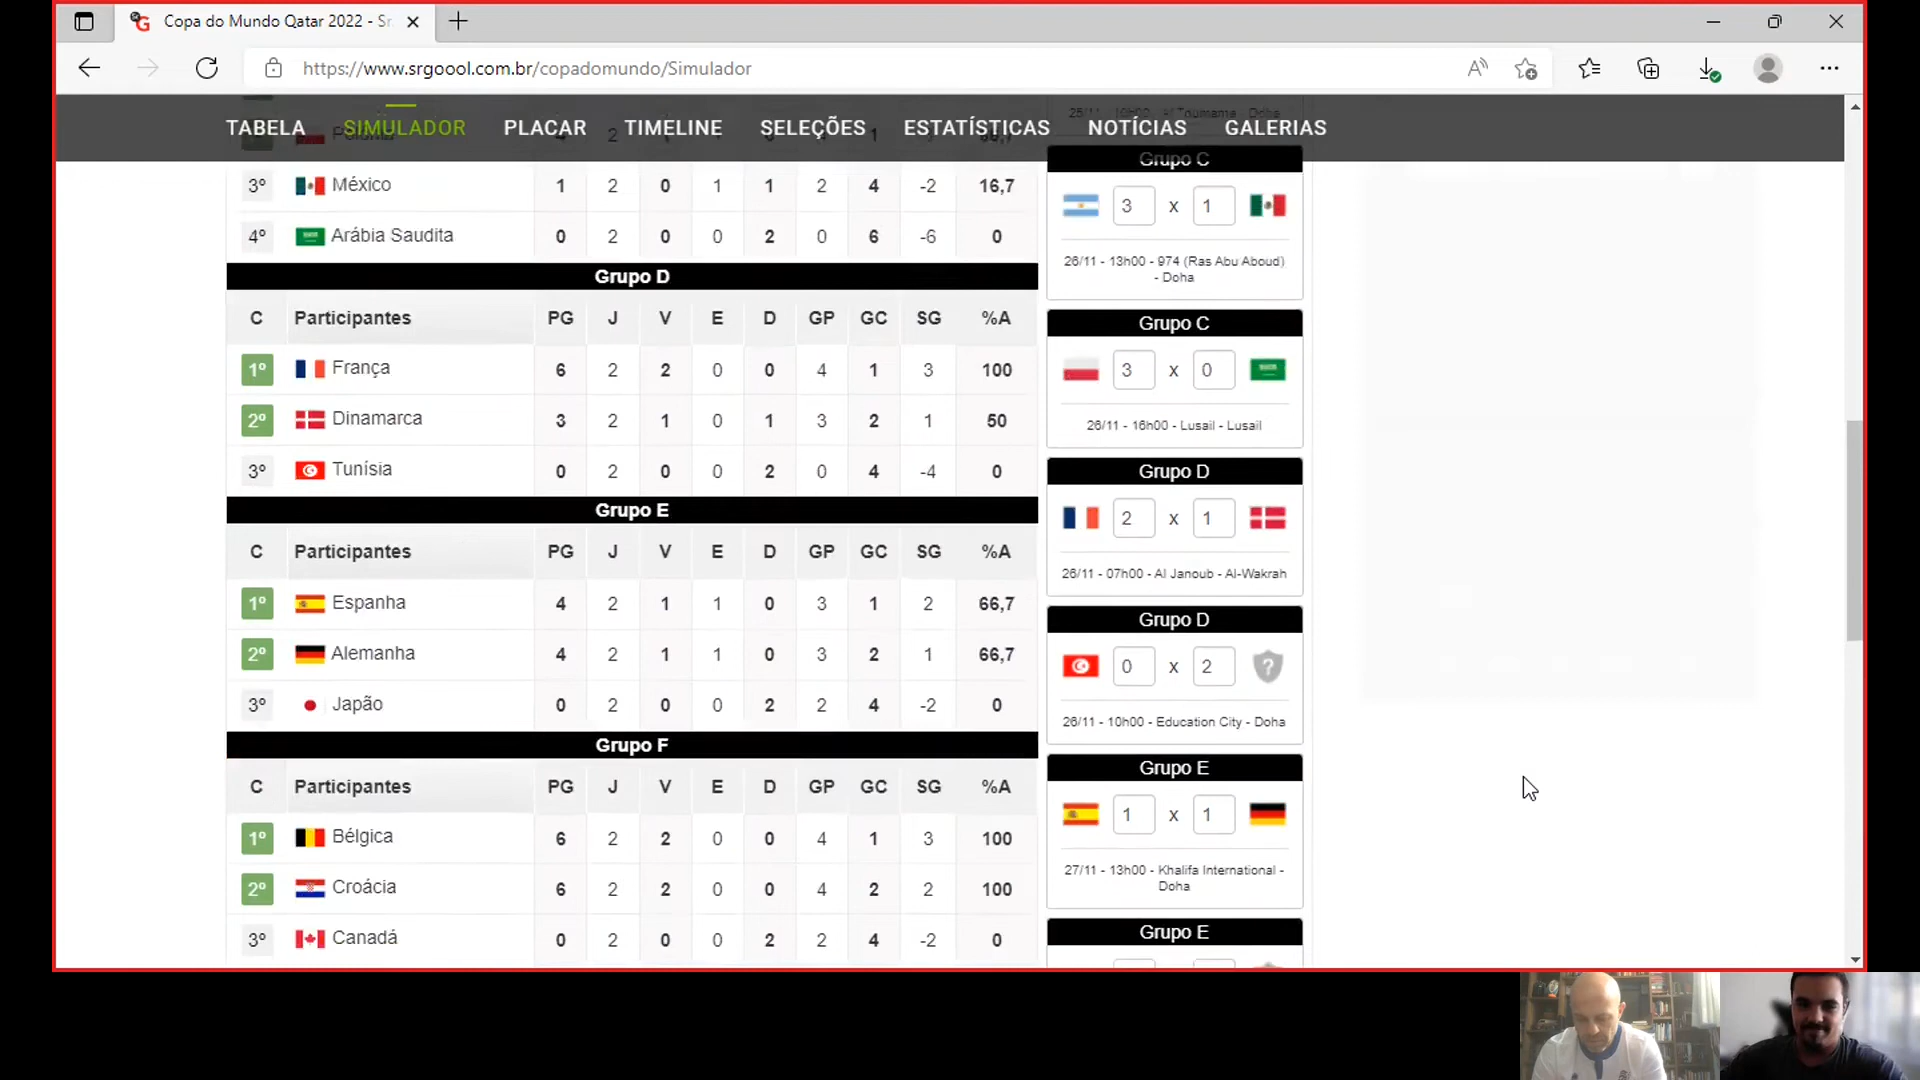 Copa do Mundo Qatar 2022 - Sr
https://www.srgoool.com.br/copadomundo/Simulador
TABELA SIMULADOR PLACAR TIMELINE SELEÇÕES ESTATÍSTICAS NOTÍCIAS GALERIAS
3º México 1 2 0 1 1 2 4 -2 16,7
4º Arábia Saudita 0 2 0 0 2 0 6 -6 0
Grupo D
C Participantes PG J V E D GP GC SG %A
1º França 6 2 2 0 0 4 1 3 100
2º Dinamarca 3 2 1 0 1 3 2 1 50
3º Tunísia 0 2 0 0 2 0 4 -4 0
Grupo E
C Participantes PG J V E D GP GC SG %A
1º Espanha 4 2 1 1 0 3 1 2 66,7
2º Alemanha 4 2 1 1 0 3 2 1 66,7
3º Japão 0 2 0 0 2 2 4 -2 0
Grupo F
C Participantes PG J V E D GP GC SG %A
1º Bélgica 6 2 2 0 0 4 1 3 100
2º Croácia 6 2 2 0 0 4 2 2 100
3º Canadá 0 2 0 0 2 2 4 -2 0
Grupo C
3 x 1
26/11 - 13h00 - 974 (Ras Abu Aboud)
- Doha
Grupo C
3 x 0
26/11 - 16h00 - Lusail - Lusail
Grupo D
2 x 1
26/11 - 07h00 - Al Janoub - Al-Wakrah
Grupo D
0 x 2
26/11 - 10h00 - Education City - Doha
Grupo E
1 x 1
27/11 - 13h00 - Khalifa International -
Doha
Grupo E